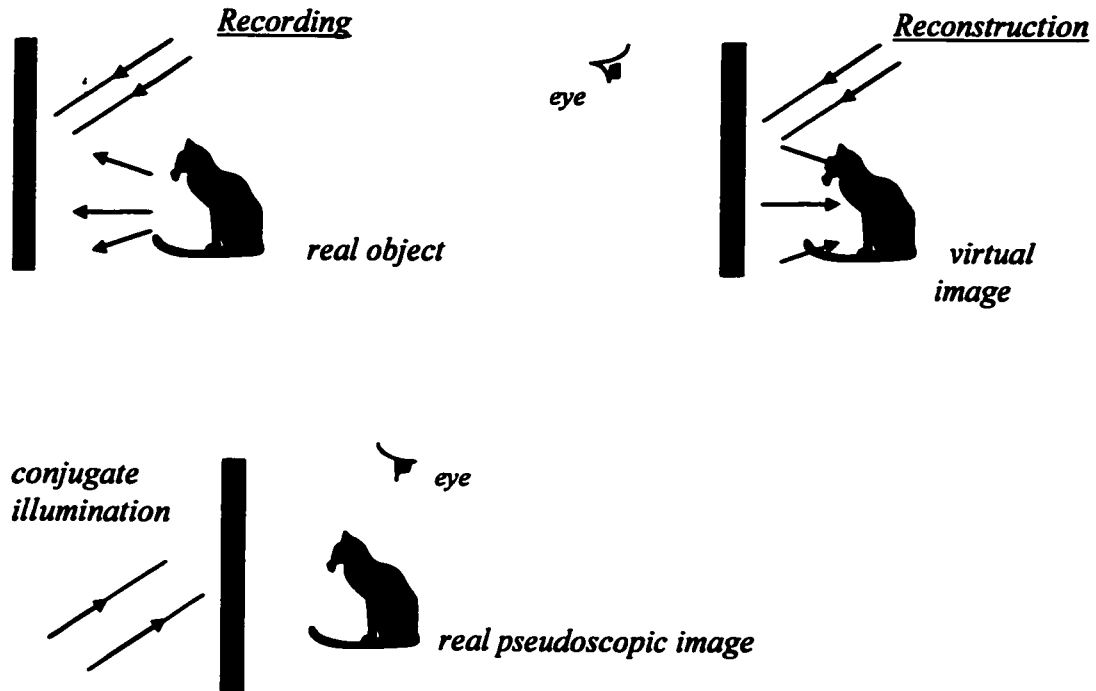 Recording
real object
eye
Reconstruction
virtual
image
conjugate
illumination
eye
real pseudoscopic image